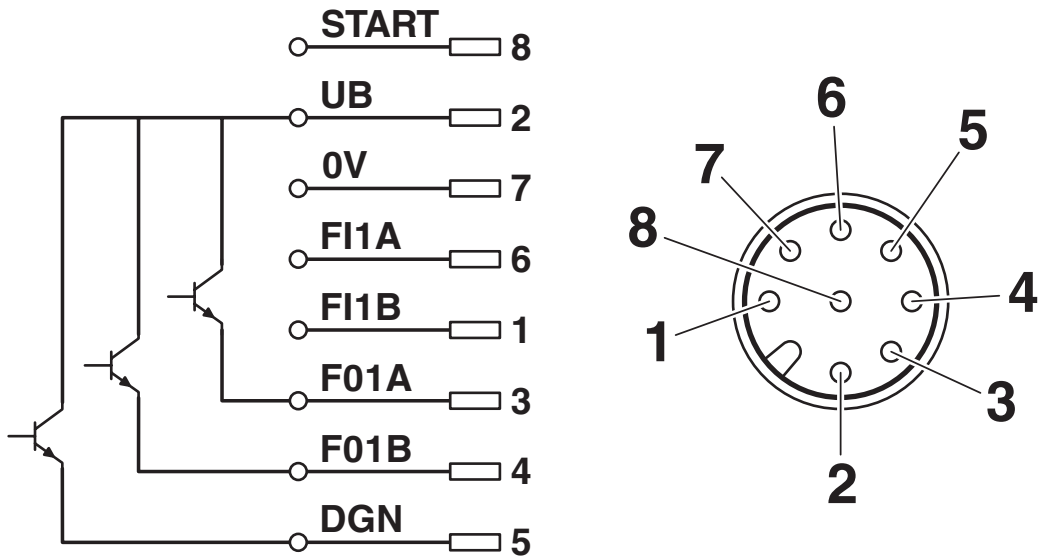 START 8
UB 2
0V 7
FI1A 6
FI1B 1
F01A 3
F01B 4
DGN 5
6
5
7
8
4
1
3
2